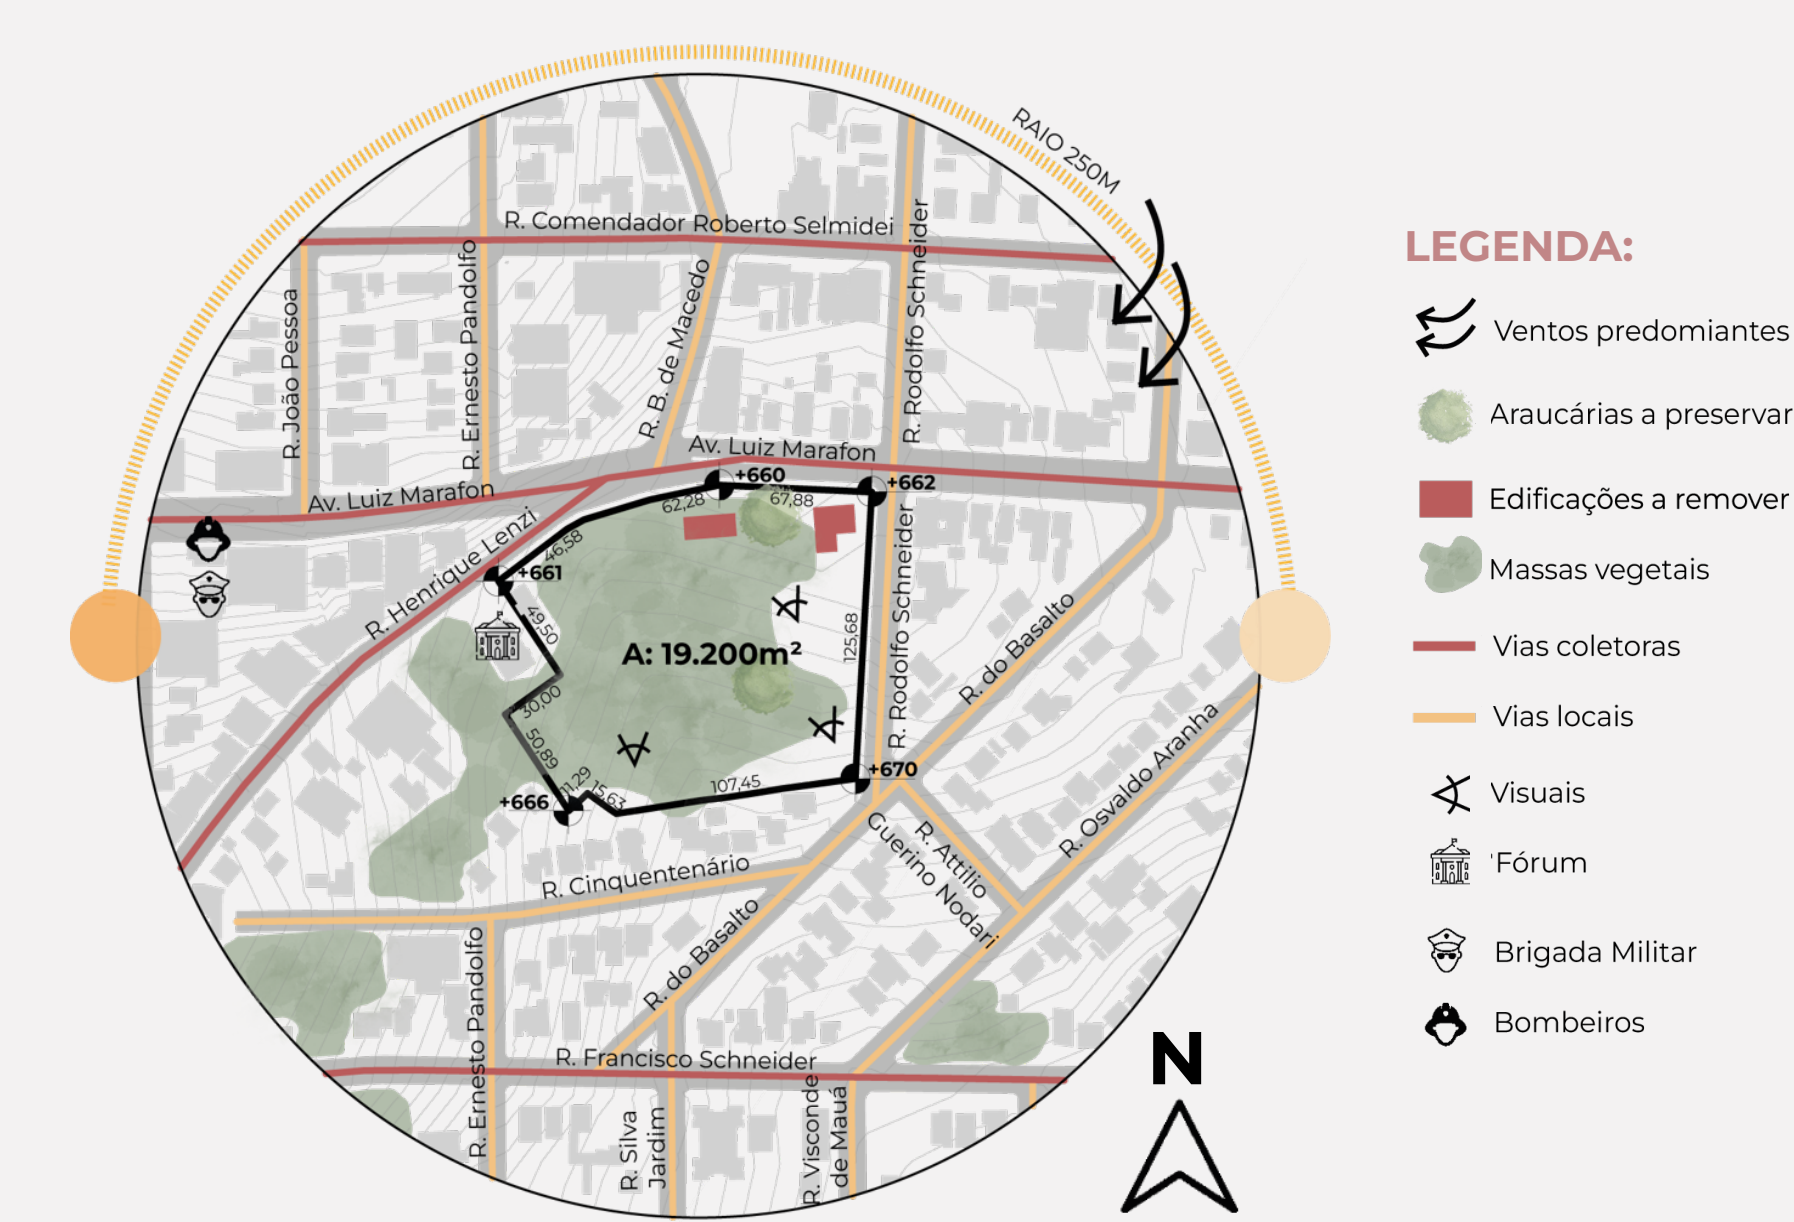 RAIO 250M
R. Comendador Roberto Selmidei
R. João Pessoa
R. Ernesto Pandolfo
R. B. de Macedo
R. Rodolfo Schneider
Av. Luiz Marafon
Av. Luiz Marafon
R. Henrique Lenzi
+660
+662
62,28
67,88
46,58
+661
49,50
A: 19.200m²
125,68
R. Rodolfo Schneider
R. do Basalto
30,00
50,89
11,29
15,63
107,45
+666
+670
R. Osvaldo Aranha
R. Attilio
Guerino Nodari
R. Cinquentenário
R. do Basalto
R. Ernesto Pandolfo
R. Francisco Schneider
R. Silva
Jardim
R. Visconde
de Mauá
N
LEGENDA:
Ventos predomiantes
Araucárias a preservar
Edificações a remover
Massas vegetais
Vias coletoras
Vias locais
Visuais
'Fórum
Brigada Militar
Bombeiros